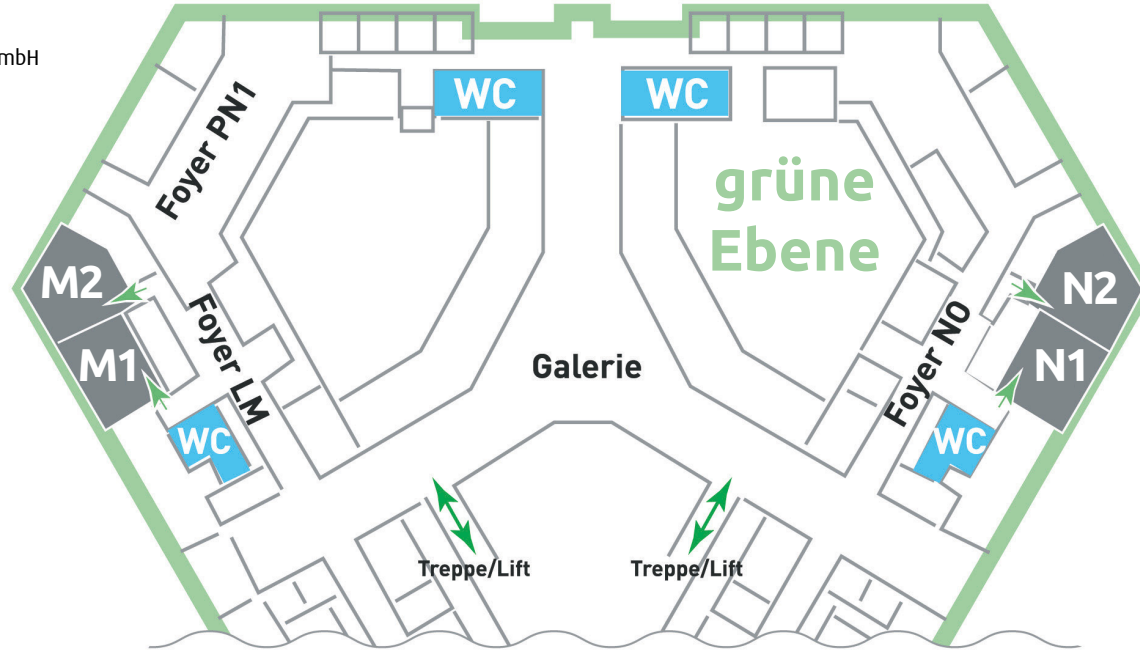 mbH
WC
WC
Foyer PN1
grüne
Ebene
M2
N2
Foyer LM
Foyer NO
M1
Galerie
N1
WC
WC
Treppe/Lift
Treppe/Lift